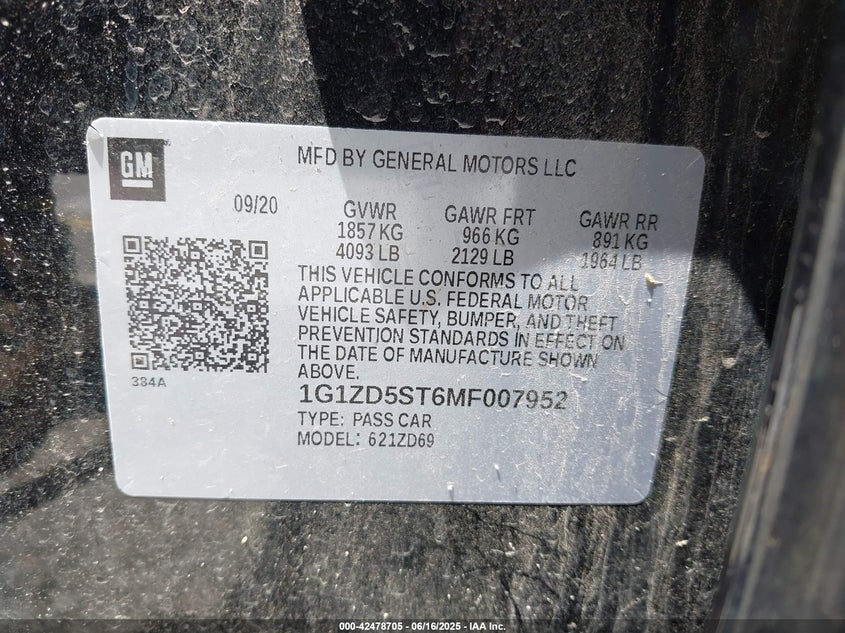 GM
MFD BY GENERAL MOTORS LLC
09/20
GVWR GAWR FRT GAWR RR
1857 KG 966 KG 891 KG
4093 LB 2129 LB 1964 LB
THIS VEHICLE CONFORMS TO ALL
APPLICABLE U.S. FEDERAL MOTOR
VEHICLE SAFETY, BUMPER, AND THEFT
PREVENTION STANDARDS IN EFFECT ON
THE DATE OF MANUFACTURE SHOWN
ABOVE.
384A
1G1ZD5ST6MF007952
TYPE: PASS CAR
MODEL: 621ZD69
000-42478705 - 06/16/2025 - IAA Inc.